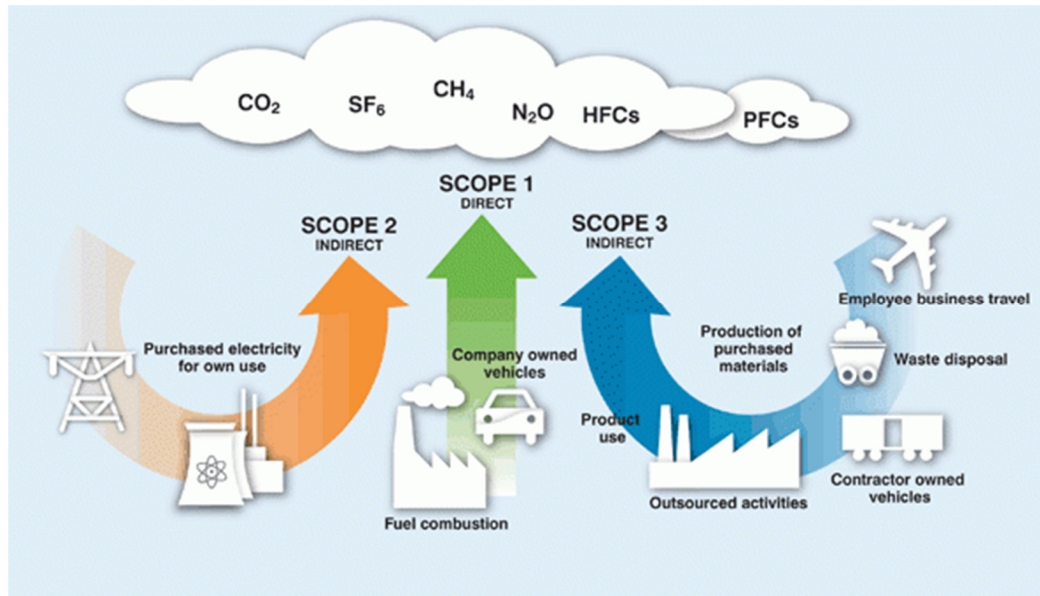 CO₂
SF₆
CH₄
N₂O
HFCs
PFCs
SCOPE 1
DIRECT
SCOPE 2
INDIRECT
SCOPE 3
INDIRECT
Employee business travel
Purchased electricity
for own use
Company owned
vehicles
Production of
purchased
materials
Waste disposal
Product
use
Contractor owned
vehicles
Outsourced activities
Fuel combustion